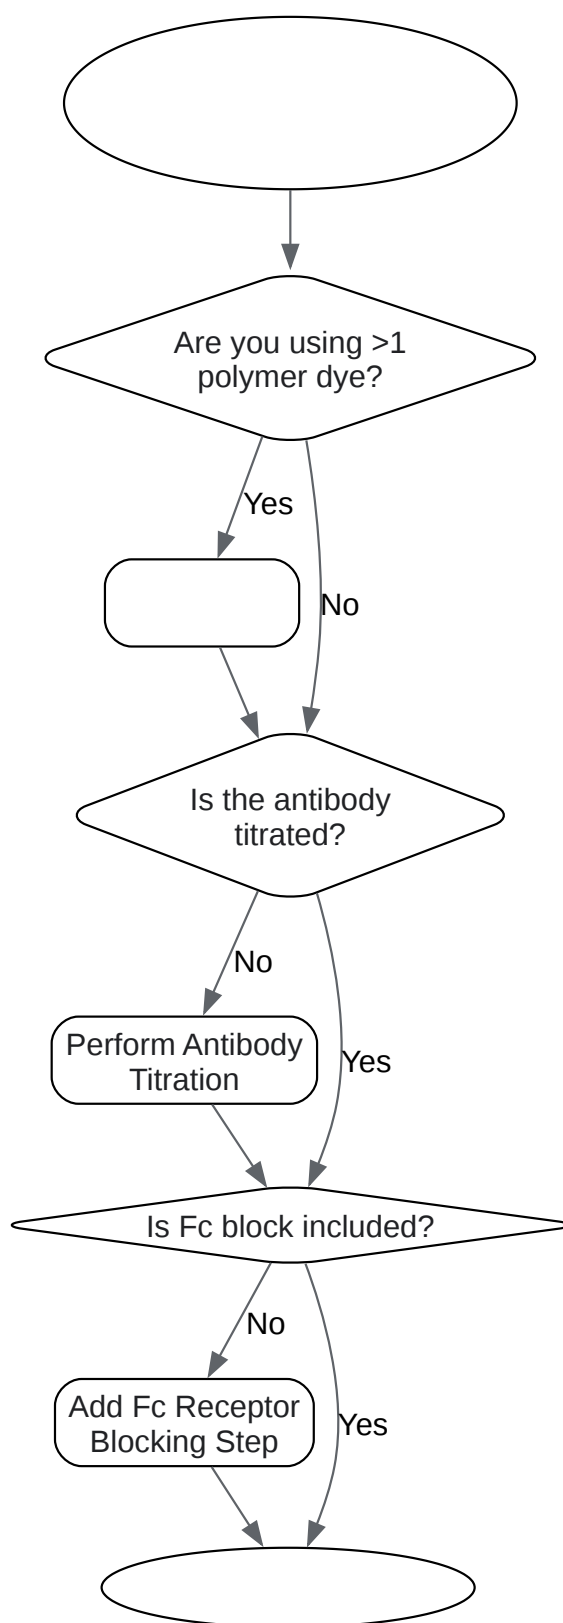 Are you using >1
polymer dye?
Yes
No
Is the antibody
titrated?
No
Perform Antibody
Titration
Yes
Is Fc block included?
No
Add Fc Receptor
Blocking Step
Yes